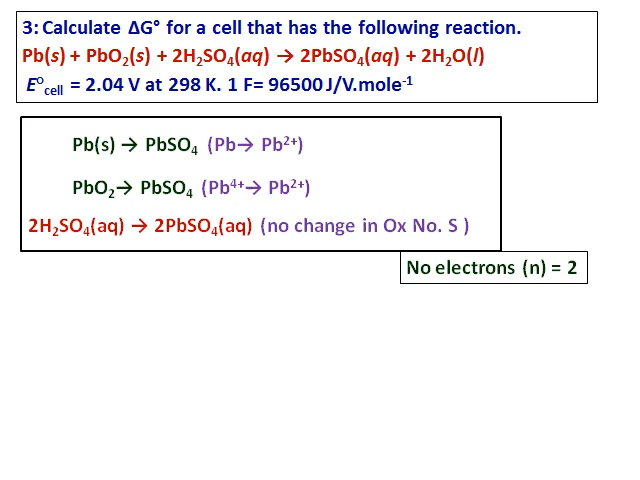 3: Calculate ΔG° for a cell that has the following reaction.
Pb(s) + PbO₂(s) + 2H₂SO₄(aq) → 2PbSO₄(aq) + 2H₂O(l)
E°cell = 2.04 V at 298 K. 1 F= 96500 J/V.mole⁻¹
Pb(s) → PbSO₄ (Pb→ Pb²⁺)
PbO₂→ PbSO₄ (Pb⁴⁺→ Pb²⁺)
2H₂SO₄(aq) → 2PbSO₄(aq) (no change in Ox No. S )
No electrons (n) = 2